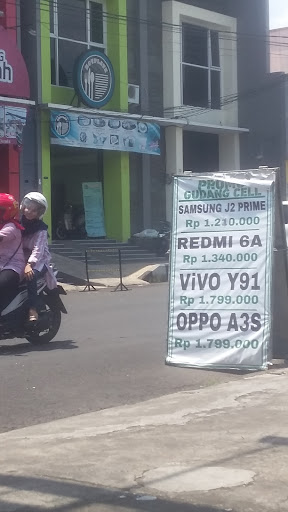 PROMO
GUDANG CELL
SAMSUNG J2 PRIME
Rp 1.210.000
REDMI 6A
Rp 1.340.000
ViVO Y91
Rp 1.799.000
OPPO A3S
Rp 1.799.000